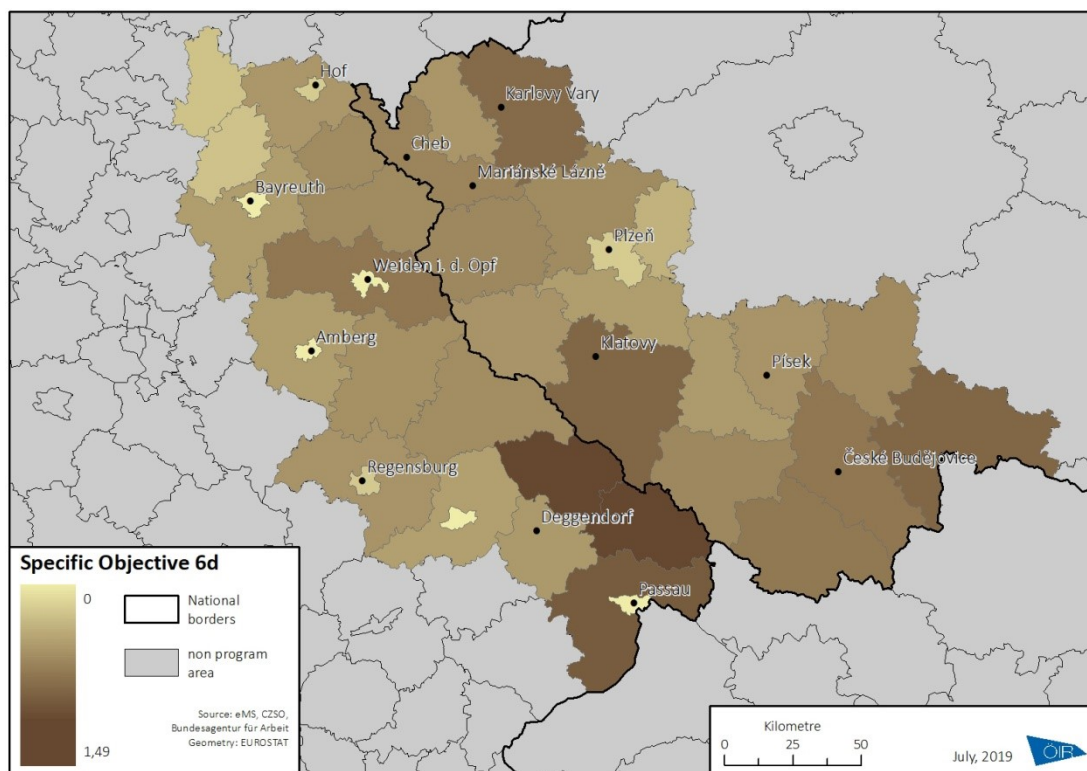 Hof
Karlovy Vary
Cheb
Mariánské Lázně
Bayreuth
Plzeň
Weiden i. d. Opf
Amberg
Klatovy
Písek
Regensburg
České Budějovice
Deggendorf
Passau
Specific Objective 6d
0
National
borders
non program
area
1,49
Source: eMS, CZSO,
Bundesagentur für Arbeit
Geometry: EUROSTAT
Kilometre
0 25 50
July, 2019
ÖIR